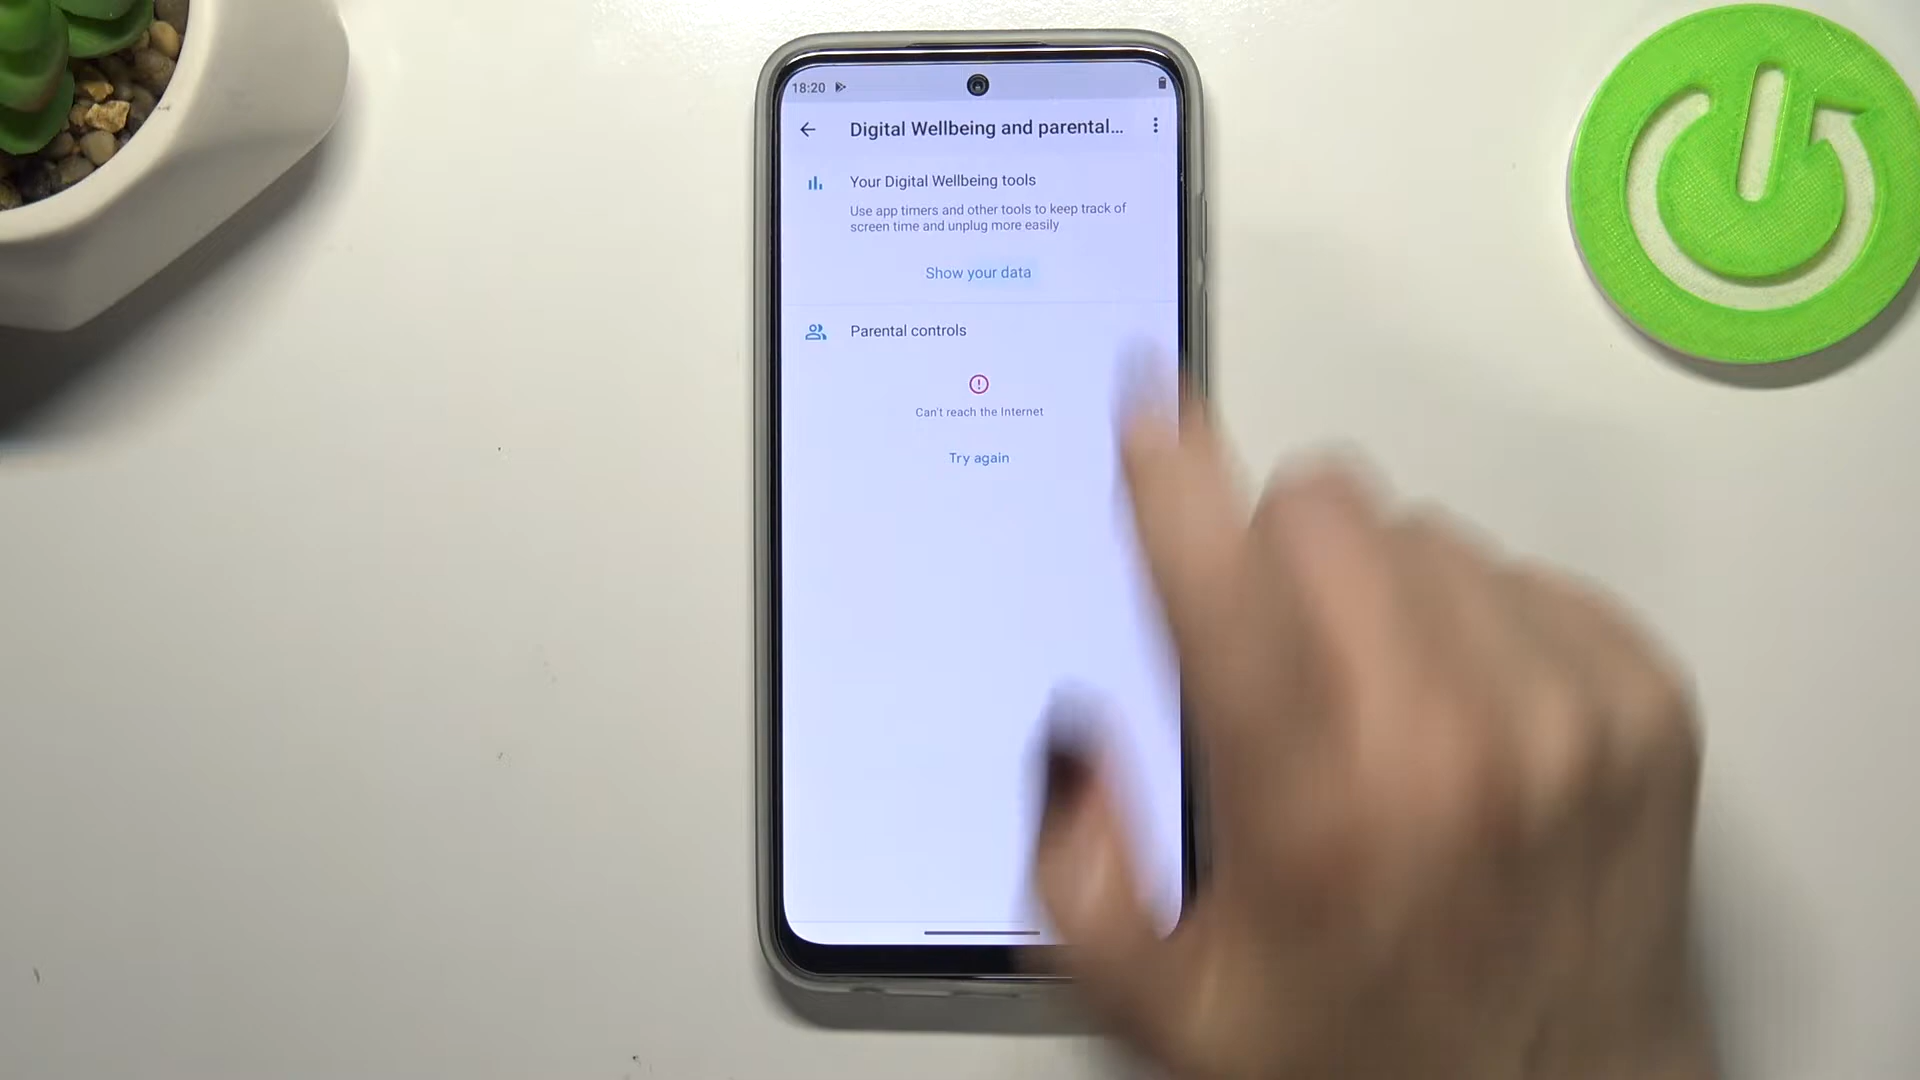 18:20
Digital Wellbeing and parental...
Your Digital Wellbeing tools
Use app timers and other tools to keep track of
screen time and unplug more easily
Show your data
Parental controls
Can't reach the Internet
Try again